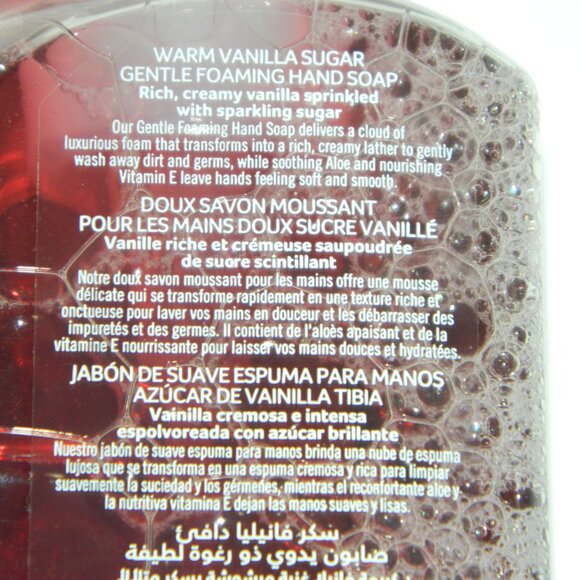 WARM VANILLA SUGAR
GENTLE FOAMING HAND SOAP
Rich, creamy vanilla sprinkled
with sparkling sugar
Our Gentle Foaming Hand Soap delivers a cloud of
luxurious foam that transforms into a rich, creamy lather to gently
wash away dirt and germs, while soothing Aloe and nourishing
Vitamin E leave hands feeling soft and smooth.
DOUX SAVON MOUSSANT
POUR LES MAINS DOUX SUCRE VANILLÉ
Vanille riche et crémeuse saupoudrée
de sucre scintillant
Notre doux savon moussant pour les mains offre une mousse
délicate qui se transforme rapidement en une texture riche et
onctueuse pour laver vos mains en douceur et les débarrasser des
impuretés et des germes. Il contient de l'aloès apaisant et de la
vitamine E nourrissante pour laisser vos mains douces et hydratées.
JABÓN DE SUAVE ESPUMA PARA MANOS
AZÚCAR DE VAINILLA TIBIA
Vainilla cremosa e intensa
espolvoreada con azúcar brillante
Nuestro jabón de suave espuma para manos brinda una nube de espuma
lujosa que se transforma en una espuma cremosa y rica para limpiar
suavemente la suciedad y los gérmenes, mientras el reconfortante aloe y
la nutritiva vitamina E dejan las manos suaves y lisas.
سكر فانيليا دافئ
صابون يدوي ذو رغوة لطيفة